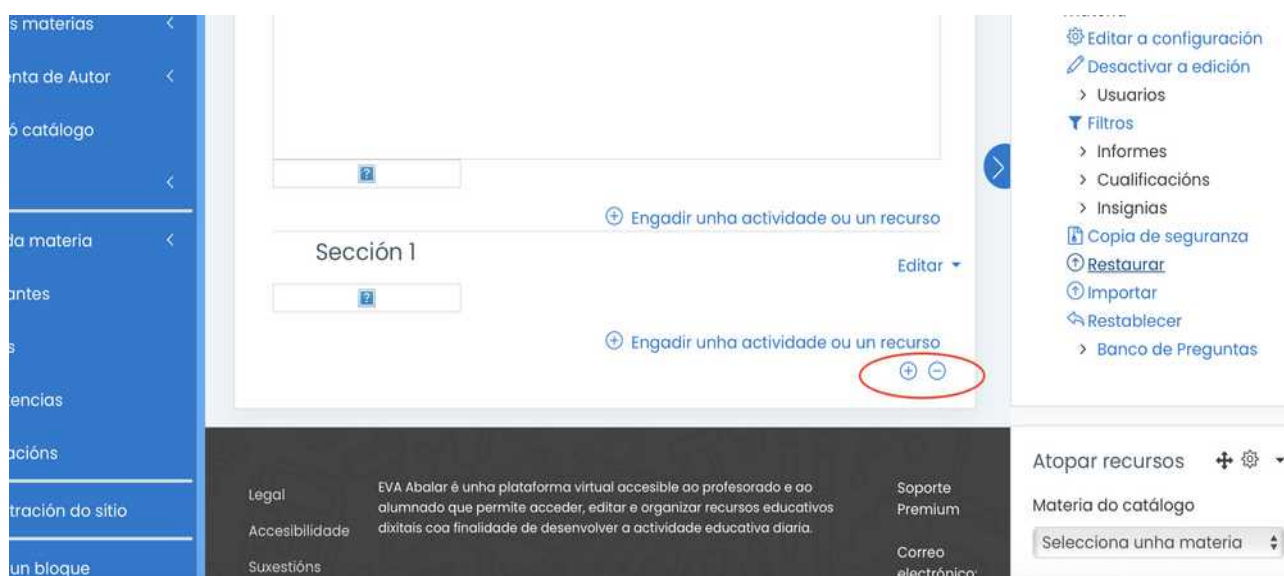 s materias
enta de Autor
ó catálogo
da materia
antes
s
tencias
acións
tración do sitio
un bloque
Engadir unha actividade ou un recurso
Sección 1
Editar
Engadir unha actividade ou un recurso
Editar a configuración
Desactivar a edición
Usuarios
Filtros
Informes
Cualificacións
Insignias
Copia de seguranza
Restaurar
Importar
Restablecer
Banco de Preguntas
Atopar recursos
Materia do catálogo
Selecciona unha materia
Legal
Accesibilidade
Suxestións
EVA Abalar é unha plataforma virtual accesible ao profesorado e ao
alumnado que permite acceder, editar e organizar recursos educativos
dixitais coa finalidade de desenvolver a actividade educativa diaria.
Soporte
Premium
Correo
electrónico: